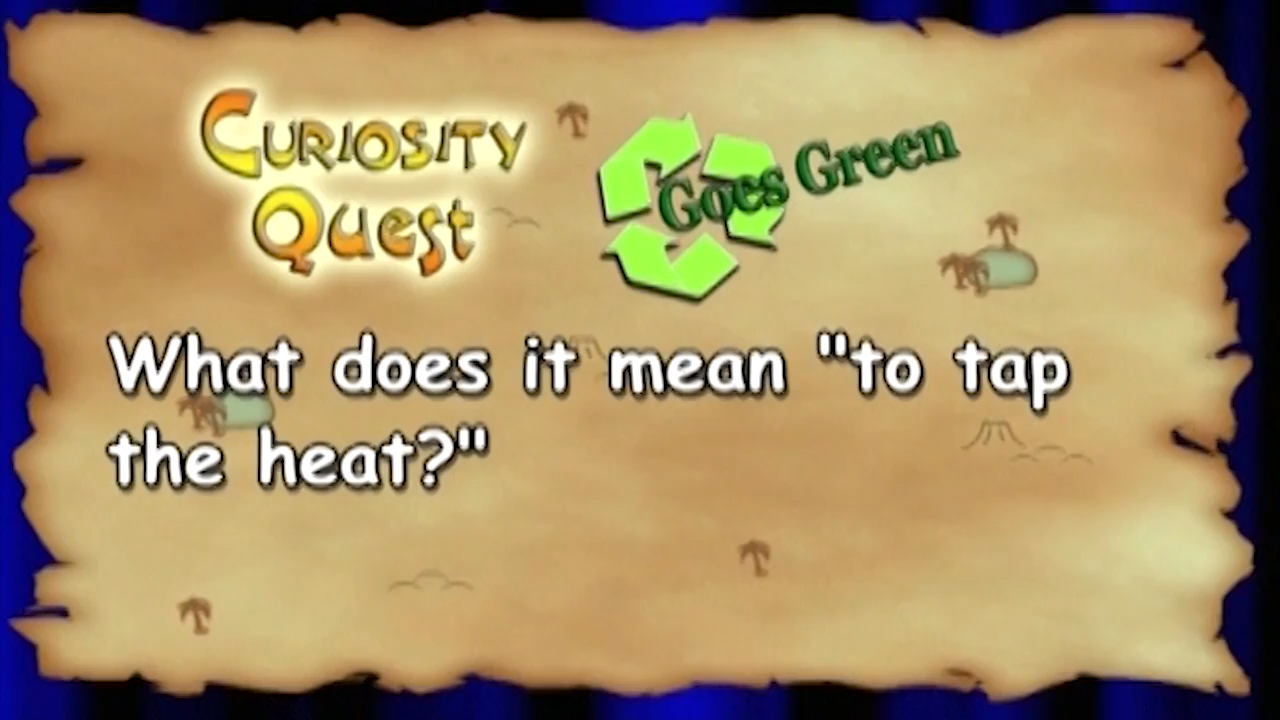 Curiosity
Quest
Goes Green
What does it mean "to tap
the heat?"